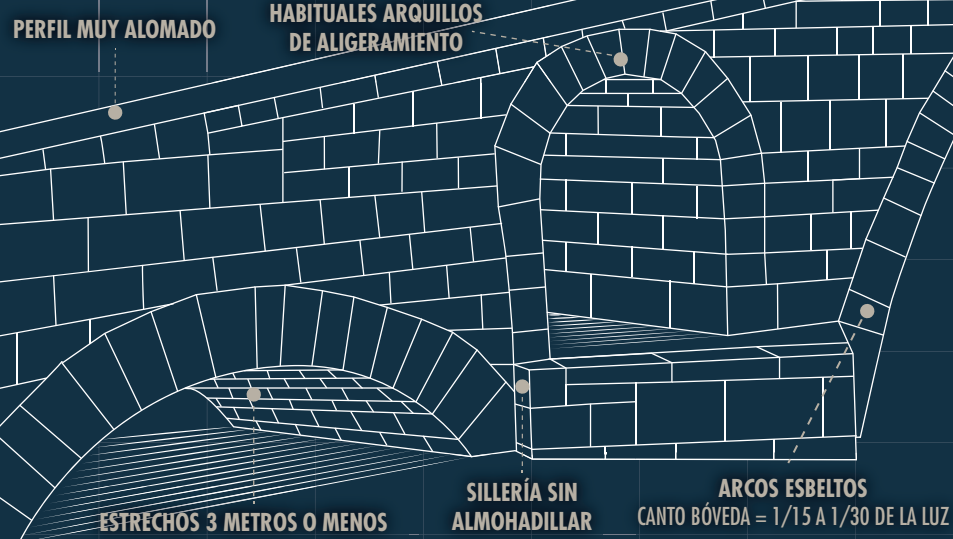 PERFIL MUY ALOMADO
HABITUALES ARQUILLOS
DE ALIGERAMIENTO
ESTRECHOS 3 METROS O MENOS
SILLERÍA SIN
ALMOHADILLAR
ARCOS ESBELTOS
CANTO BÓVEDA = 1/15 A 1/30 DE LA LUZ